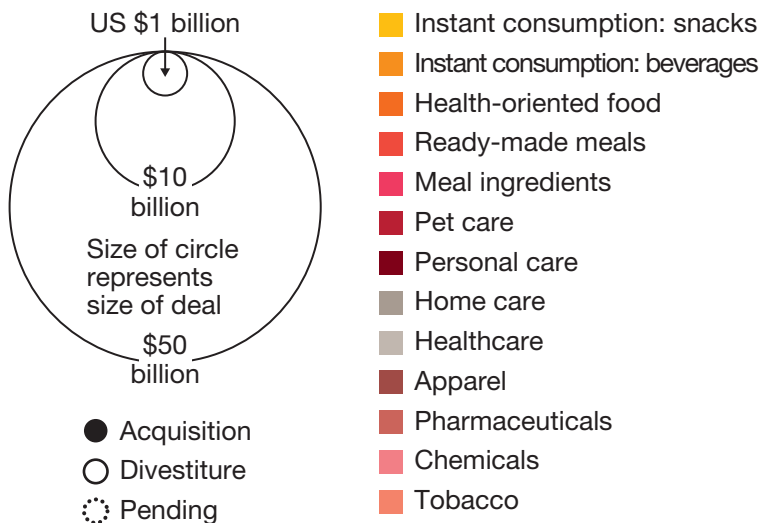 US $1 billion
$10
billion
Size of circle
represents
size of deal
$50
billion
Acquisition
Divestiture
Pending
Instant consumption: snacks
Instant consumption: beverages
Health-oriented food
Ready-made meals
Meal ingredients
Pet care
Personal care
Home care
Healthcare
Apparel
Pharmaceuticals
Chemicals
Tobacco